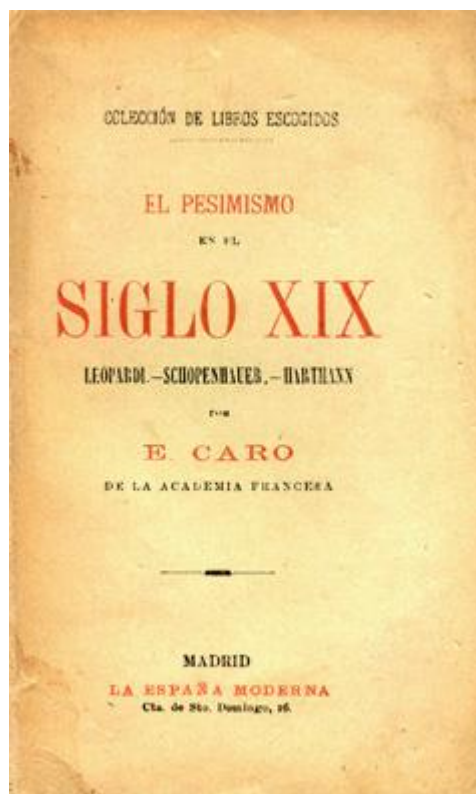 COLECCIÓN DE LIBROS ESCOGIDOS
EL PESIMISMO
EN EL
SIGLO XIX
LEOPARDI.—SCHOPENHAUER.—HARTMANN
POR
E. CARO
DE LA ACADEMIA FRANCESA
MADRID
LA ESPAÑA MODERNA
Cta. de Sto. Domingo, 16.